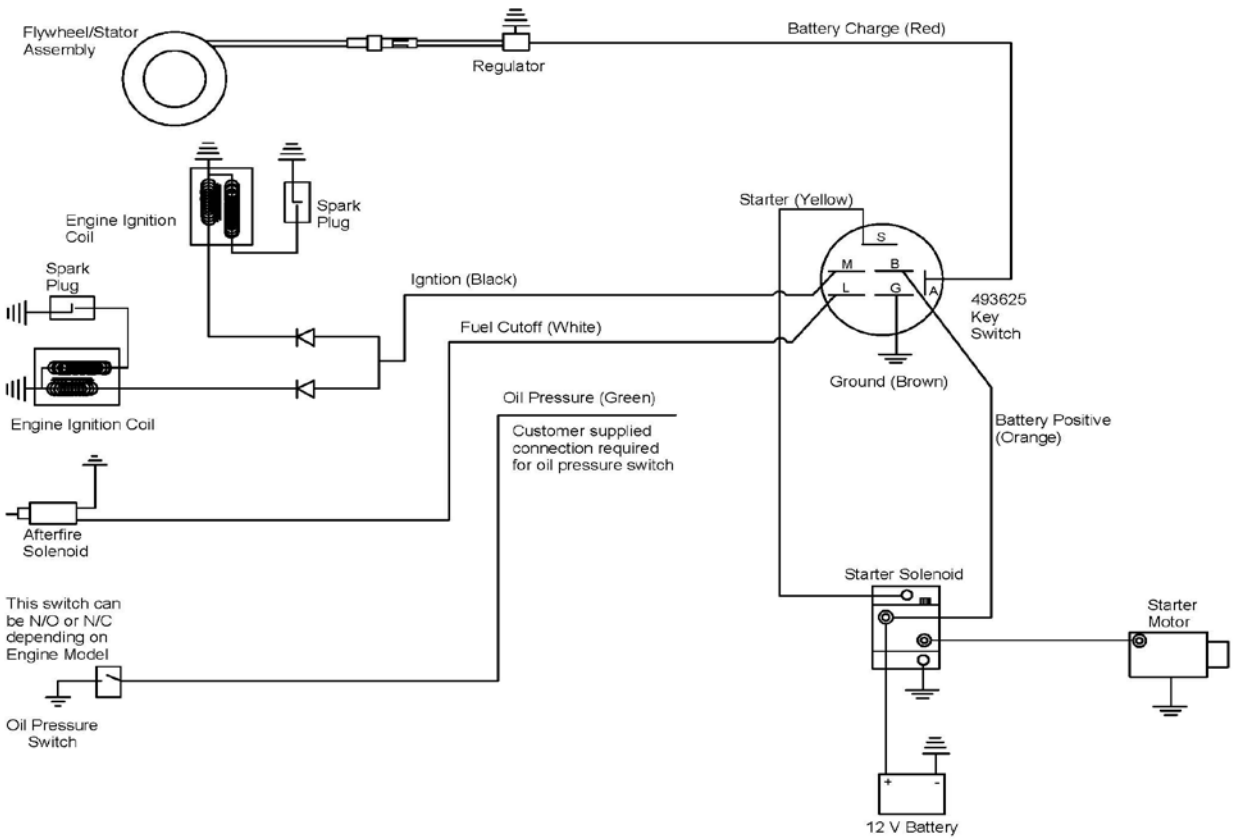 Flywheel/Stator
Assembly
Battery Charge (Red)
Regulator
Starter (Yellow)
Engine Ignition
Coil
Spark
Plug
S
M
B
L
G
A
Spark
Plug
Igntion (Black)
493625
Key
Switch
Fuel Cutoff (White)
Ground (Brown)
Oil Pressure (Green)
Engine Ignition Coil
Battery Positive
(Orange)
Customer supplied
connection required
for oil pressure switch
Afterfire
Solenoid
Starter Solenoid
This switch can
be N/O or N/C
depending on
Engine Model
Starter
Motor
Oil Pressure
Switch
+
-
12 V Battery